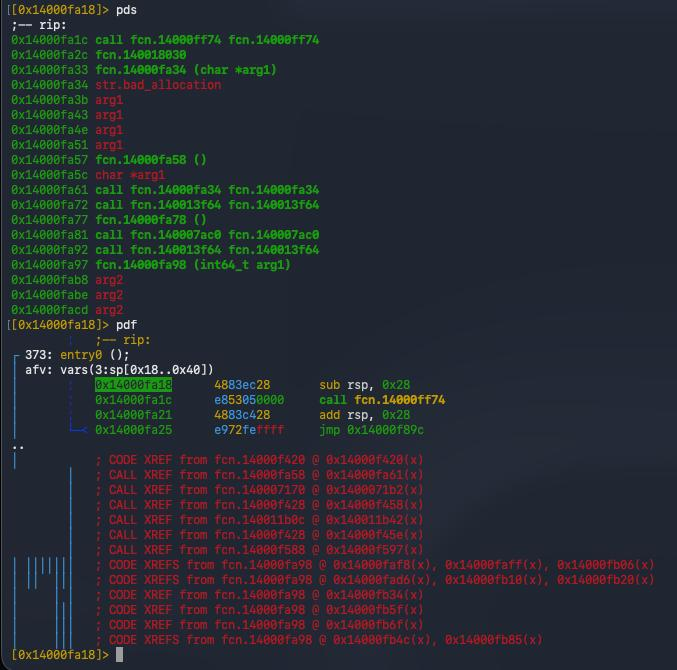 [[0x14000fa18]> pds
;-- rip:
0x14000fa1c call fcn.14000ff74 fcn.14000ff74
0x14000fa2c fcn.140018030
0x14000fa33 fcn.14000fa34 (char *arg1)
0x14000fa34 str.bad_allocation
0x14000fa3b arg1
0x14000fa43 arg1
0x14000fa4e arg1
0x14000fa51 arg1
0x14000fa57 fcn.14000fa58 ()
0x14000fa5c char *arg1
0x14000fa61 call fcn.14000fa34 fcn.14000fa34
0x14000fa72 call fcn.140013f64 fcn.140013f64
0x14000fa77 fcn.14000fa78 ()
0x14000fa81 call fcn.140007ac0 fcn.140007ac0
0x14000fa92 call fcn.140013f64 fcn.140013f64
0x14000fa97 fcn.14000fa98 (int64_t arg1)
0x14000fab8 arg2
0x14000fabe arg2
0x14000facd arg2
[[0x14000fa18]> pdf
;-- rip:
373: entry0 ();
afv: vars(3:sp[0x18..0x40])
0x14000fa18 4883ec28 sub rsp, 0x28
0x14000fa1c e853050000 call fcn.14000ff74
0x14000fa21 4883c428 add rsp, 0x28
0x14000fa25 e972feffff jmp 0x14000f89c
..
; CODE XREF from fcn.14000f420 @ 0x14000f420(x)
; CALL XREF from fcn.14000fa58 @ 0x14000fa61(x)
; CALL XREF from fcn.140007170 @ 0x1400071b2(x)
; CALL XREF from fcn.14000f428 @ 0x14000f458(x)
; CALL XREF from fcn.140011b0c @ 0x140011b42(x)
; CALL XREF from fcn.14000f428 @ 0x14000f45e(x)
; CALL XREF from fcn.14000f588 @ 0x14000f597(x)
; CODE XREFS from fcn.14000fa98 @ 0x14000faf8(x), 0x14000faff(x), 0x14000fb06(x)
; CODE XREFS from fcn.14000fa98 @ 0x14000fad6(x), 0x14000fb10(x), 0x14000fb20(x)
; CODE XREF from fcn.14000fa98 @ 0x14000fb34(x)
; CODE XREF from fcn.14000fa98 @ 0x14000fb5f(x)
; CODE XREF from fcn.14000fa98 @ 0x14000fb6f(x)
; CODE XREFS from fcn.14000fa98 @ 0x14000fb4c(x), 0x14000fb85(x)
[0x14000fa18]>